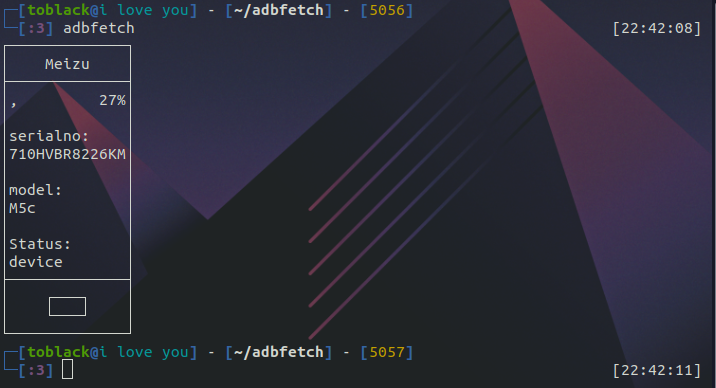 [toblack@i love you] - [~/adbfetch] - [5056]
[:3] adbfetch [22:42:08]
Meizu
, 27%
serialno:
710HVBR8226KM
model:
M5c
Status:
device
[toblack@i love you] - [~/adbfetch] - [5057]
[:3] [22:42:11]